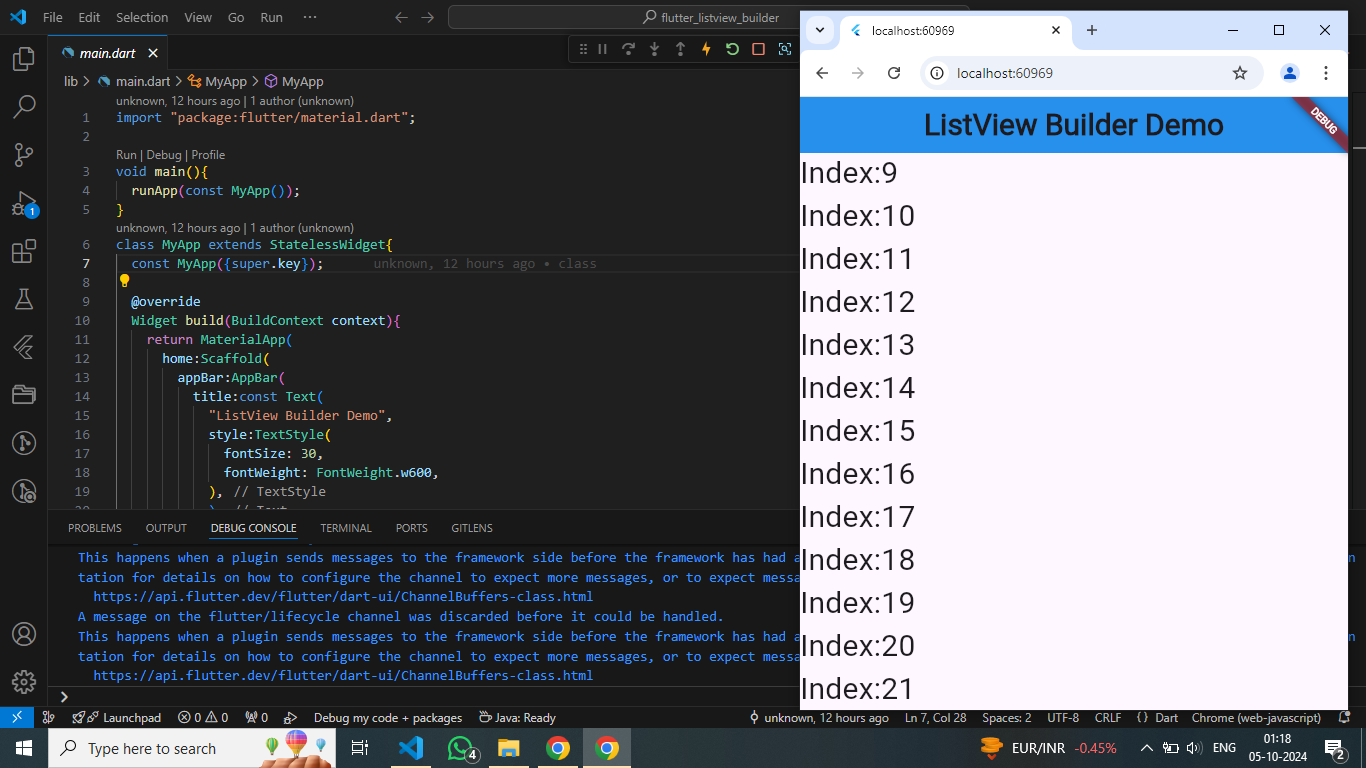 File Edit Selection View Go Run ···
flutter_listview_builder
main.dart
lib > main.dart > MyApp > MyApp
unknown, 12 hours ago | 1 author (unknown)
1 import "package:flutter/material.dart";
2
Run | Debug | Profile
3 void main(){
4 runApp(const MyApp());
5 }
unknown, 12 hours ago | 1 author (unknown)
6 class MyApp extends StatelessWidget{
7 const MyApp({super.key}); unknown, 12 hours ago • class
8
9 @override
10 Widget build(BuildContext context){
11 return MaterialApp(
12 home:Scaffold(
13 appBar:AppBar(
14 title:const Text(
15 "ListView Builder Demo",
16 style:TextStyle(
17 fontSize: 30,
18 fontWeight: FontWeight.w600,
19 ), // TextStyle
1
PROBLEMS OUTPUT DEBUG CONSOLE TERMINAL PORTS GITLENS
This happens when a plugin sends messages to the framework side before the framework has had a
tation for details on how to configure the channel to expect more messages, or to expect messa
https://api.flutter.dev/flutter/dart-ui/ChannelBuffers-class.html
A message on the flutter/lifecycle channel was discarded before it could be handled.
This happens when a plugin sends messages to the framework side before the framework has had a
tation for details on how to configure the channel to expect more messages, or to expect messa
https://api.flutter.dev/flutter/dart-ui/ChannelBuffers-class.html
>
Launchpad 0 0 0 Debug my code + packages Java: Ready unknown, 12 hours ago Ln 7, Col 28 Spaces: 2 UTF-8 CRLF {} Dart Chrome (web-javascript)
localhost:60969
localhost:60969
ListView Builder Demo
DEBUG
Index:9
Index:10
Index:11
Index:12
Index:13
Index:14
Index:15
Index:16
Index:17
Index:18
Index:19
Index:20
Index:21
Type here to search
4
EUR/INR -0.45%
ENG
01:18
05-10-2024
2